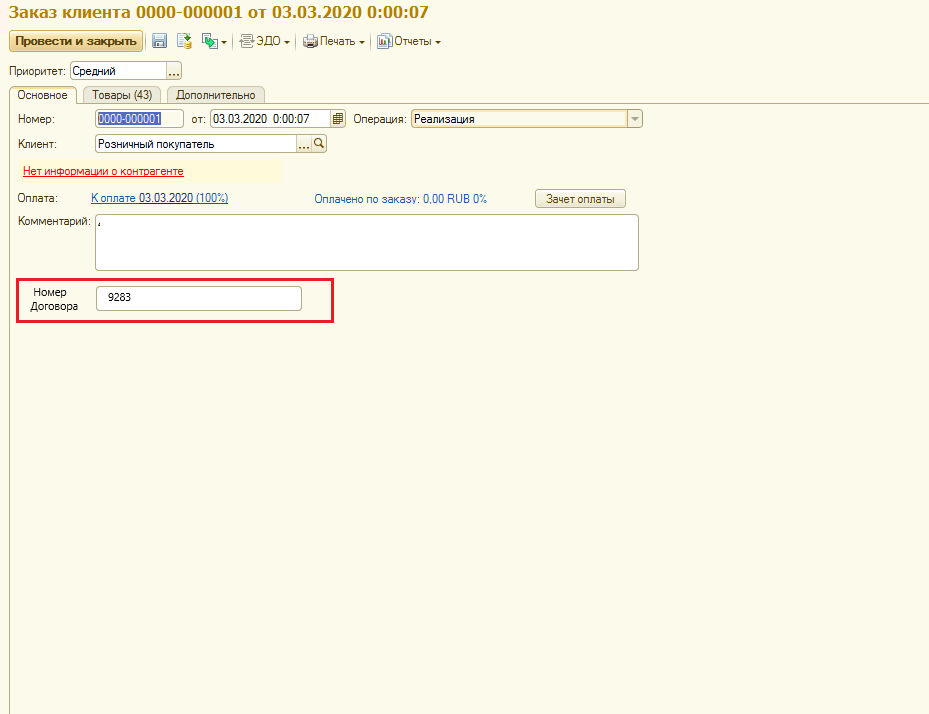 Заказ клиента 0000-000001 от 03.03.2020 0:00:07
Провести и закрыть ЭДО Печать Отчеты
Приоритет: Средний ...
Основное Товары (43) Дополнительно
Номер: 0000-000001 от: 03.03.2020 0:00:07 Операция: Реализация
Клиент: Розничный покупатель ...
Нет информации о контрагенте
Оплата: К оплате 03.03.2020 (100%) Оплачено по заказу: 0,00 RUB 0% Зачет оплаты
Комментарий: ,
Номер
Договора 9283